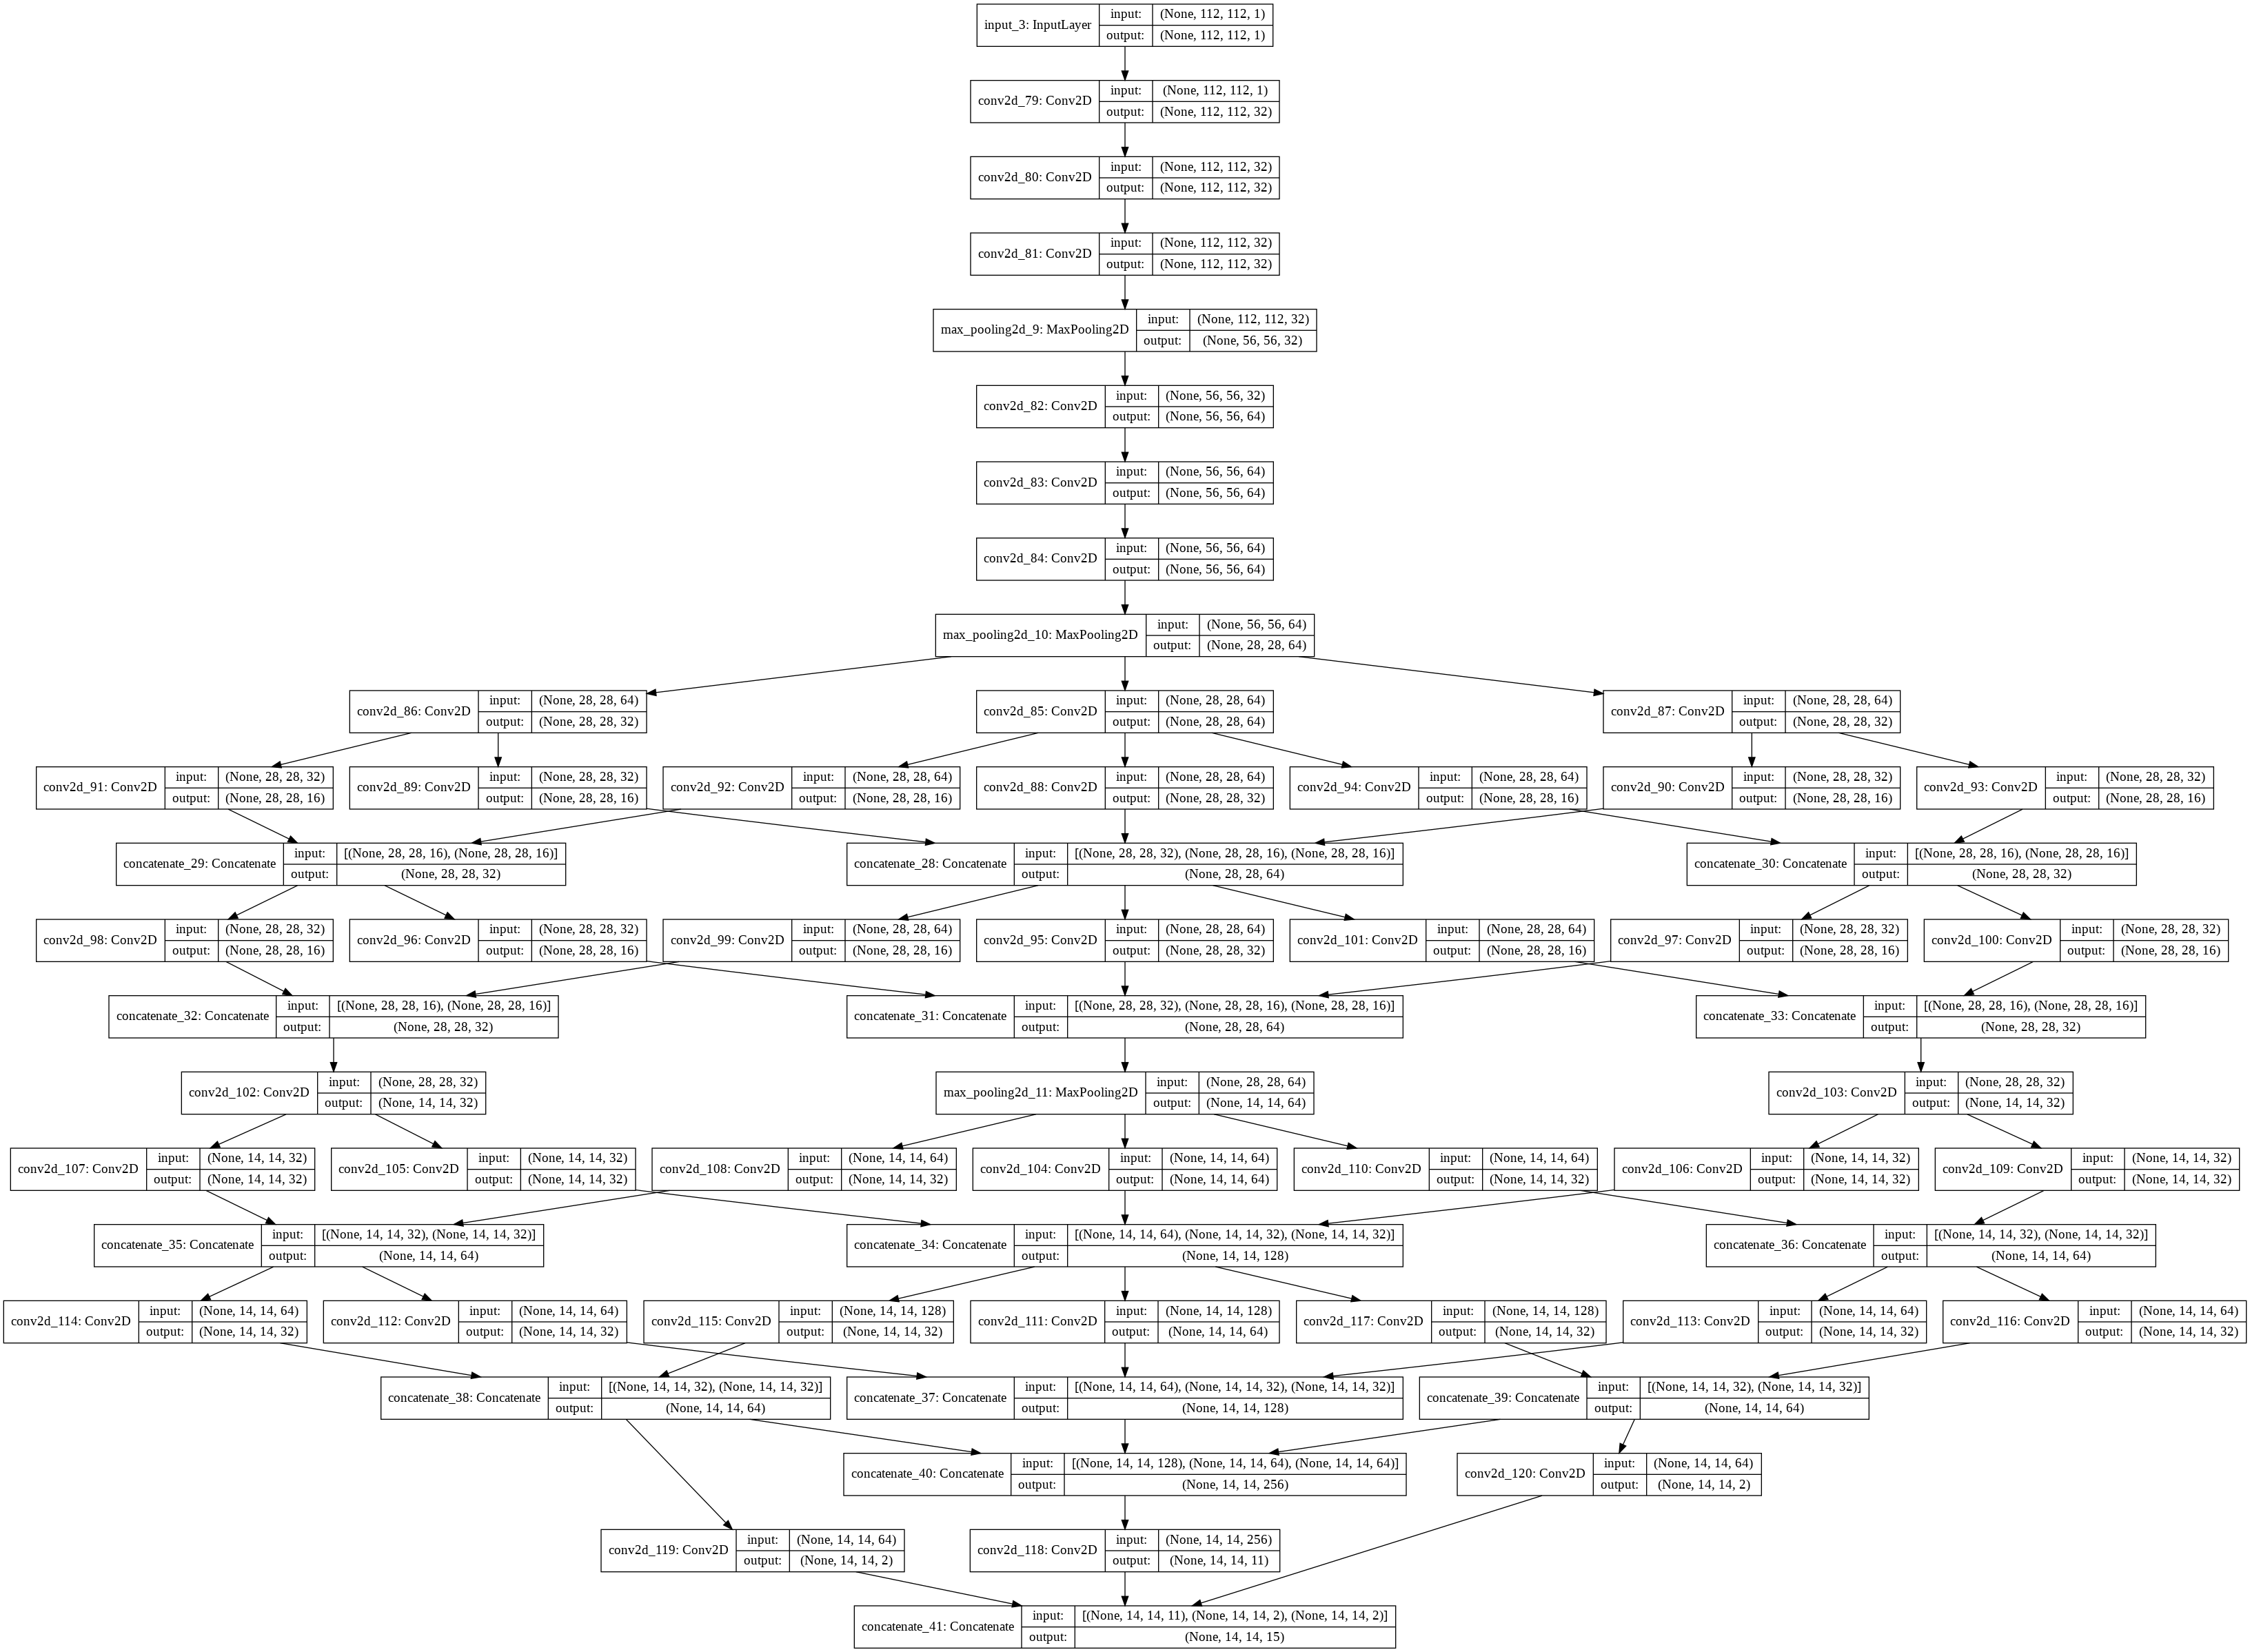 input_3: InputLayer input: (None, 112, 112, 1)
output: (None, 112, 112, 1)
conv2d_79: Conv2D input: (None, 112, 112, 1)
output: (None, 112, 112, 32)
conv2d_80: Conv2D input: (None, 112, 112, 32)
output: (None, 112, 112, 32)
conv2d_81: Conv2D input: (None, 112, 112, 32)
output: (None, 112, 112, 32)
max_pooling2d_9: MaxPooling2D input: (None, 112, 112, 32)
output: (None, 56, 56, 32)
conv2d_82: Conv2D input: (None, 56, 56, 32)
output: (None, 56, 56, 64)
conv2d_83: Conv2D input: (None, 56, 56, 64)
output: (None, 56, 56, 64)
conv2d_84: Conv2D input: (None, 56, 56, 64)
output: (None, 56, 56, 64)
max_pooling2d_10: MaxPooling2D input: (None, 56, 56, 64)
output: (None, 28, 28, 64)
conv2d_86: Conv2D input: (None, 28, 28, 64)
output: (None, 28, 28, 32)
conv2d_85: Conv2D input: (None, 28, 28, 64)
output: (None, 28, 28, 64)
conv2d_87: Conv2D input: (None, 28, 28, 64)
output: (None, 28, 28, 32)
conv2d_91: Conv2D input: (None, 28, 28, 32)
output: (None, 28, 28, 16)
conv2d_89: Conv2D input: (None, 28, 28, 32)
output: (None, 28, 28, 16)
conv2d_92: Conv2D input: (None, 28, 28, 64)
output: (None, 28, 28, 16)
conv2d_88: Conv2D input: (None, 28, 28, 64)
output: (None, 28, 28, 32)
conv2d_94: Conv2D input: (None, 28, 28, 64)
output: (None, 28, 28, 16)
conv2d_90: Conv2D input: (None, 28, 28, 32)
output: (None, 28, 28, 16)
conv2d_93: Conv2D input: (None, 28, 28, 32)
output: (None, 28, 28, 16)
concatenate_29: Concatenate input: [(None, 28, 28, 16), (None, 28, 28, 16)]
output: (None, 28, 28, 32)
concatenate_28: Concatenate input: [(None, 28, 28, 32), (None, 28, 28, 16), (None, 28, 28, 16)]
output: (None, 28, 28, 64)
concatenate_30: Concatenate input: [(None, 28, 28, 16), (None, 28, 28, 16)]
output: (None, 28, 28, 32)
conv2d_98: Conv2D input: (None, 28, 28, 32)
output: (None, 28, 28, 16)
conv2d_96: Conv2D input: (None, 28, 28, 32)
output: (None, 28, 28, 16)
conv2d_99: Conv2D input: (None, 28, 28, 64)
output: (None, 28, 28, 16)
conv2d_95: Conv2D input: (None, 28, 28, 64)
output: (None, 28, 28, 32)
conv2d_101: Conv2D input: (None, 28, 28, 64)
output: (None, 28, 28, 16)
conv2d_97: Conv2D input: (None, 28, 28, 32)
output: (None, 28, 28, 16)
conv2d_100: Conv2D input: (None, 28, 28, 32)
output: (None, 28, 28, 16)
concatenate_32: Concatenate input: [(None, 28, 28, 16), (None, 28, 28, 16)]
output: (None, 28, 28, 32)
concatenate_31: Concatenate input: [(None, 28, 28, 32), (None, 28, 28, 16), (None, 28, 28, 16)]
output: (None, 28, 28, 64)
concatenate_33: Concatenate input: [(None, 28, 28, 16), (None, 28, 28, 16)]
output: (None, 28, 28, 32)
conv2d_102: Conv2D input: (None, 28, 28, 32)
output: (None, 14, 14, 32)
max_pooling2d_11: MaxPooling2D input: (None, 28, 28, 64)
output: (None, 14, 14, 64)
conv2d_103: Conv2D input: (None, 28, 28, 32)
output: (None, 14, 14, 32)
conv2d_107: Conv2D input: (None, 14, 14, 32)
output: (None, 14, 14, 32)
conv2d_105: Conv2D input: (None, 14, 14, 32)
output: (None, 14, 14, 32)
conv2d_108: Conv2D input: (None, 14, 14, 64)
output: (None, 14, 14, 32)
conv2d_104: Conv2D input: (None, 14, 14, 64)
output: (None, 14, 14, 64)
conv2d_110: Conv2D input: (None, 14, 14, 64)
output: (None, 14, 14, 32)
conv2d_106: Conv2D input: (None, 14, 14, 32)
output: (None, 14, 14, 32)
conv2d_109: Conv2D input: (None, 14, 14, 32)
output: (None, 14, 14, 32)
concatenate_35: Concatenate input: [(None, 14, 14, 32), (None, 14, 14, 32)]
output: (None, 14, 14, 64)
concatenate_34: Concatenate input: [(None, 14, 14, 64), (None, 14, 14, 32), (None, 14, 14, 32)]
output: (None, 14, 14, 128)
concatenate_36: Concatenate input: [(None, 14, 14, 32), (None, 14, 14, 32)]
output: (None, 14, 14, 64)
conv2d_114: Conv2D input: (None, 14, 14, 64)
output: (None, 14, 14, 32)
conv2d_112: Conv2D input: (None, 14, 14, 64)
output: (None, 14, 14, 32)
conv2d_115: Conv2D input: (None, 14, 14, 128)
output: (None, 14, 14, 32)
conv2d_111: Conv2D input: (None, 14, 14, 128)
output: (None, 14, 14, 64)
conv2d_117: Conv2D input: (None, 14, 14, 128)
output: (None, 14, 14, 32)
conv2d_113: Conv2D input: (None, 14, 14, 64)
output: (None, 14, 14, 32)
conv2d_116: Conv2D input: (None, 14, 14, 64)
output: (None, 14, 14, 32)
concatenate_38: Concatenate input: [(None, 14, 14, 32), (None, 14, 14, 32)]
output: (None, 14, 14, 64)
concatenate_37: Concatenate input: [(None, 14, 14, 64), (None, 14, 14, 32), (None, 14, 14, 32)]
output: (None, 14, 14, 128)
concatenate_39: Concatenate input: [(None, 14, 14, 32), (None, 14, 14, 32)]
output: (None, 14, 14, 64)
concatenate_40: Concatenate input: [(None, 14, 14, 128), (None, 14, 14, 64), (None, 14, 14, 64)]
output: (None, 14, 14, 256)
conv2d_120: Conv2D input: (None, 14, 14, 64)
output: (None, 14, 14, 2)
conv2d_119: Conv2D input: (None, 14, 14, 64)
output: (None, 14, 14, 2)
conv2d_118: Conv2D input: (None, 14, 14, 256)
output: (None, 14, 14, 11)
concatenate_41: Concatenate input: [(None, 14, 14, 11), (None, 14, 14, 2), (None, 14, 14, 2)]
output: (None, 14, 14, 15)